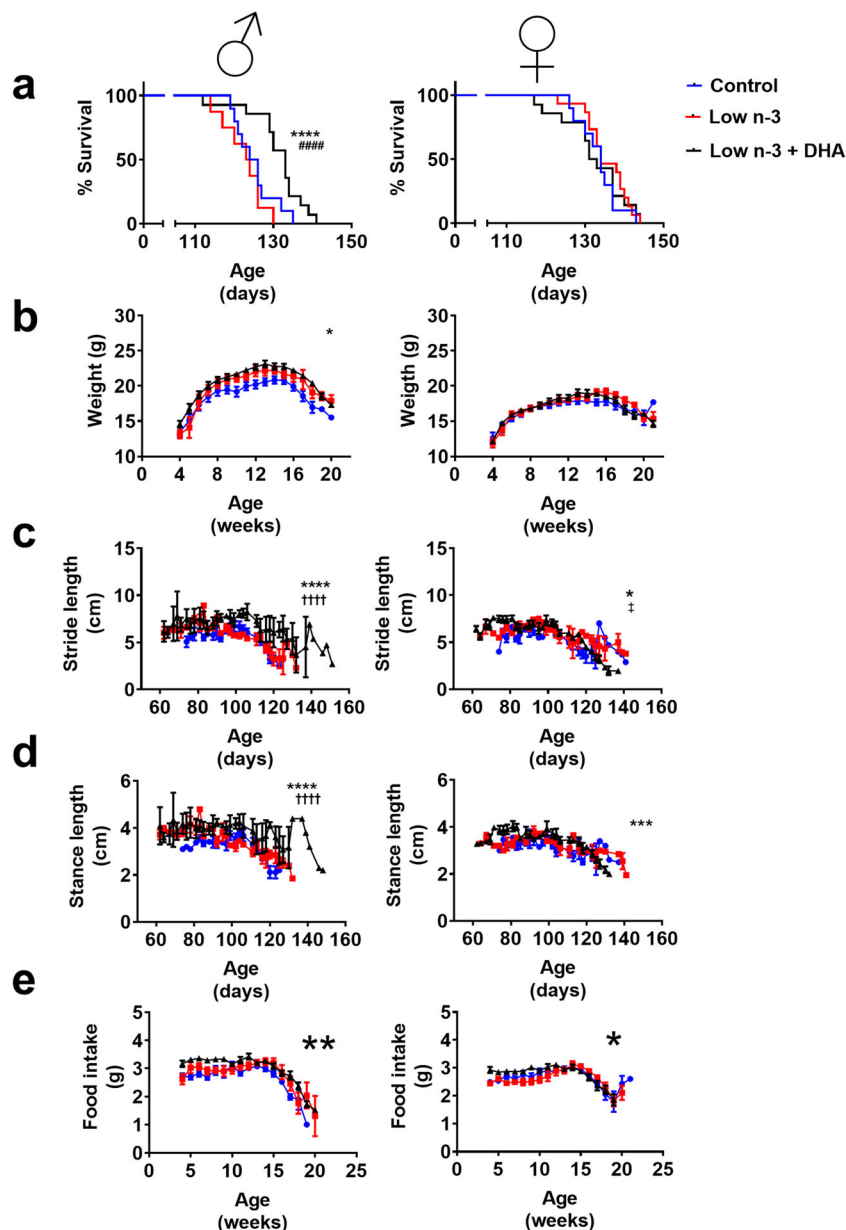 a
% Survival
100
50
0
****
####
0 110 130 150
Age
(days)
% Survival
100
50
0
0 110 130 150
Age
(days)
Control
Low n-3
Low n-3 + DHA
b
Weight (g)
30
25
20
15
10
*
0 4 8 12 16 20
Age
(weeks)
Weigth (g)
30
25
20
15
10
0 4 8 12 16 20
Age
(weeks)
c
Stride length
(cm)
15
10
5
0
****
††††
60 80 100 120 140 160
Age
(days)
Stride length
(cm)
15
10
5
0
*
‡
60 80 100 120 140 160
Age
(days)
d
Stance length
(cm)
6
4
2
0
****
††††
60 80 100 120 140 160
Age
(days)
Stance length
(cm)
6
4
2
0
***
60 80 100 120 140 160
Age
(days)
e
Food intake
(g)
5
4
3
2
1
0
**
0 5 10 15 20 25
Age
(weeks)
Food intake
(g)
5
4
3
2
1
0
*
0 5 10 15 20 25
Age
(weeks)